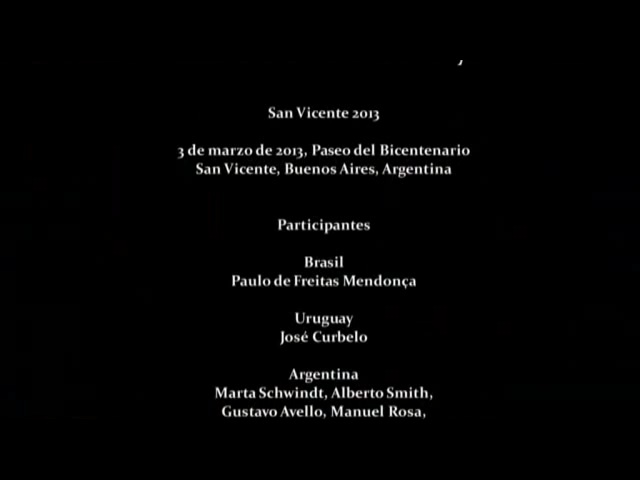 San Vicente 2013
3 de marzo de 2013, Paseo del Bicentenario
San Vicente, Buenos Aires, Argentina
Participantes
Brasil
Paulo de Freitas Mendonça
Uruguay
José Curbelo
Argentina
Marta Schwindt, Alberto Smith,
Gustavo Avello, Manuel Rosa,